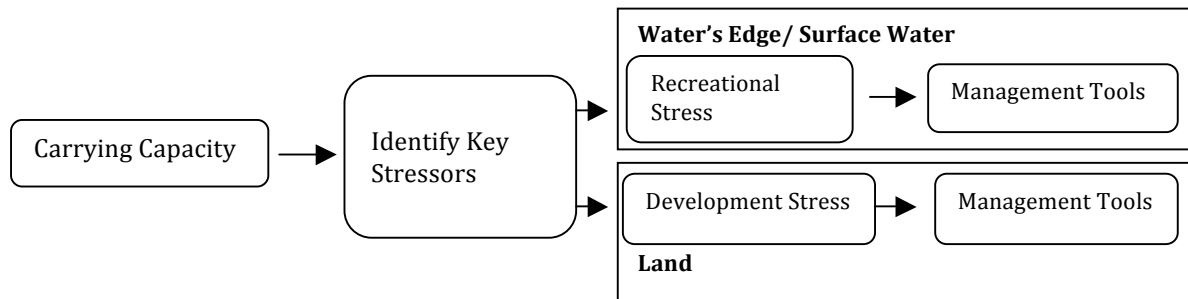 Carrying Capacity
Identify Key
Stressors
Water's Edge/ Surface Water
Recreational
Stress
Management Tools
Development Stress
Management Tools
Land